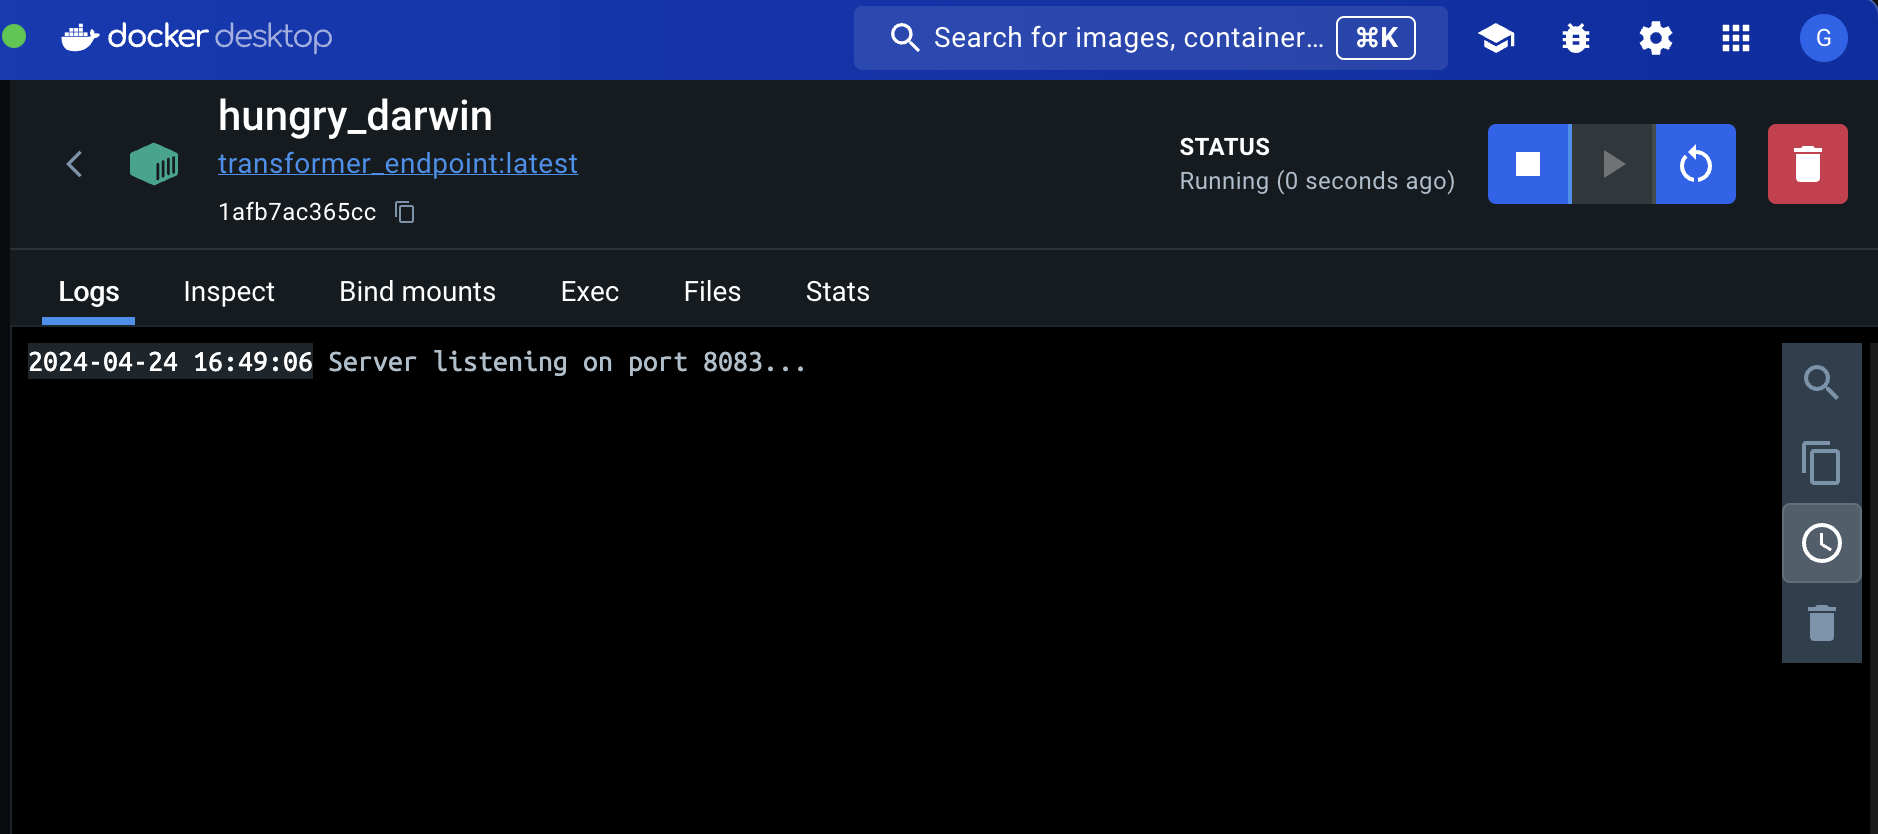 docker desktop
Search for images, container... ⌘K
G
hungry_darwin
transformer_endpoint:latest
1afb7ac365cc
STATUS
Running (0 seconds ago)
Logs Inspect Bind mounts Exec Files Stats
2024-04-24 16:49:06 Server listening on port 8083...